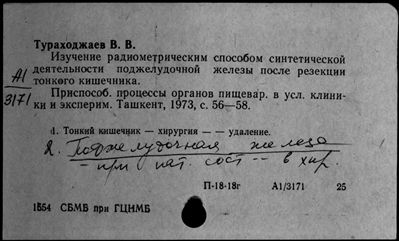 Тураходжаев В. В.
Изучение радиометрическим способом синтетической
деятельности поджелудочной железы после резекции
тонкого кишечника.
А1
3171
Приспособ. процессы органов пищевар. в усл. клини-
ки и эксперим. Ташкент, 1973, с. 56—58.
1. Тонкий кишечник — хирургия — — удаление.
2. Поджелудочная железа
– при пат. сост – – в хир.
П-18-18г А1/3171 25
1554 СБМВ при ГЦНМБ